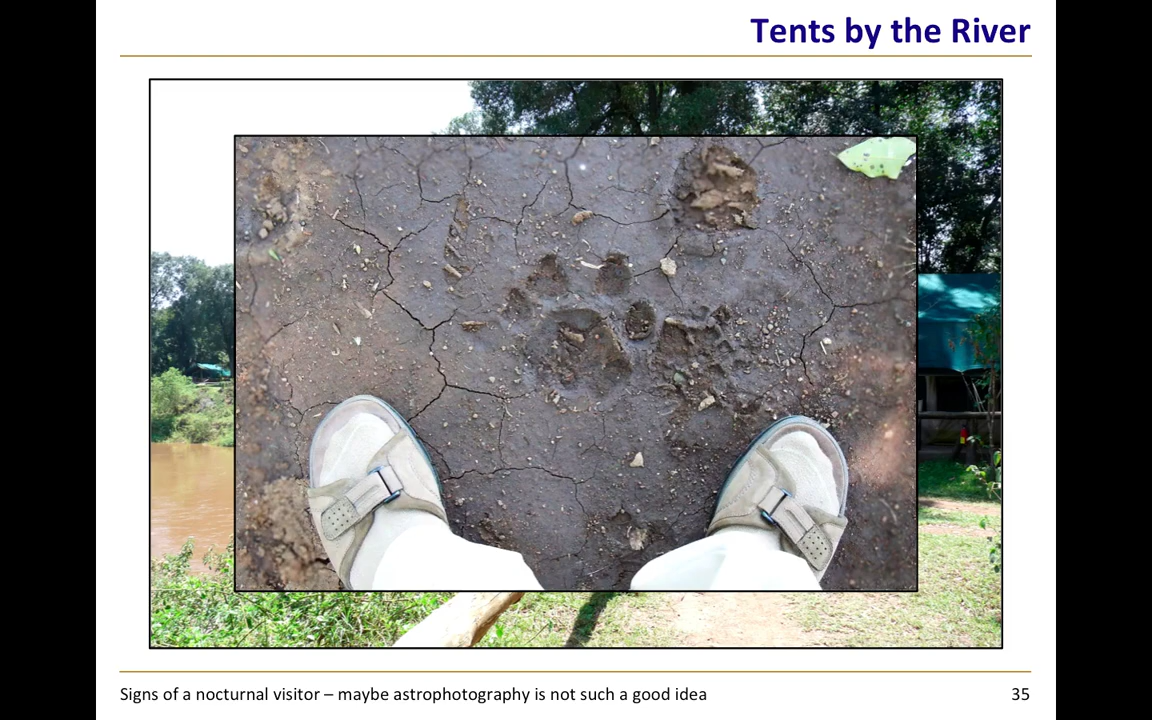 Tents by the River
Signs of a nocturnal visitor – maybe astrophotography is not such a good idea
35